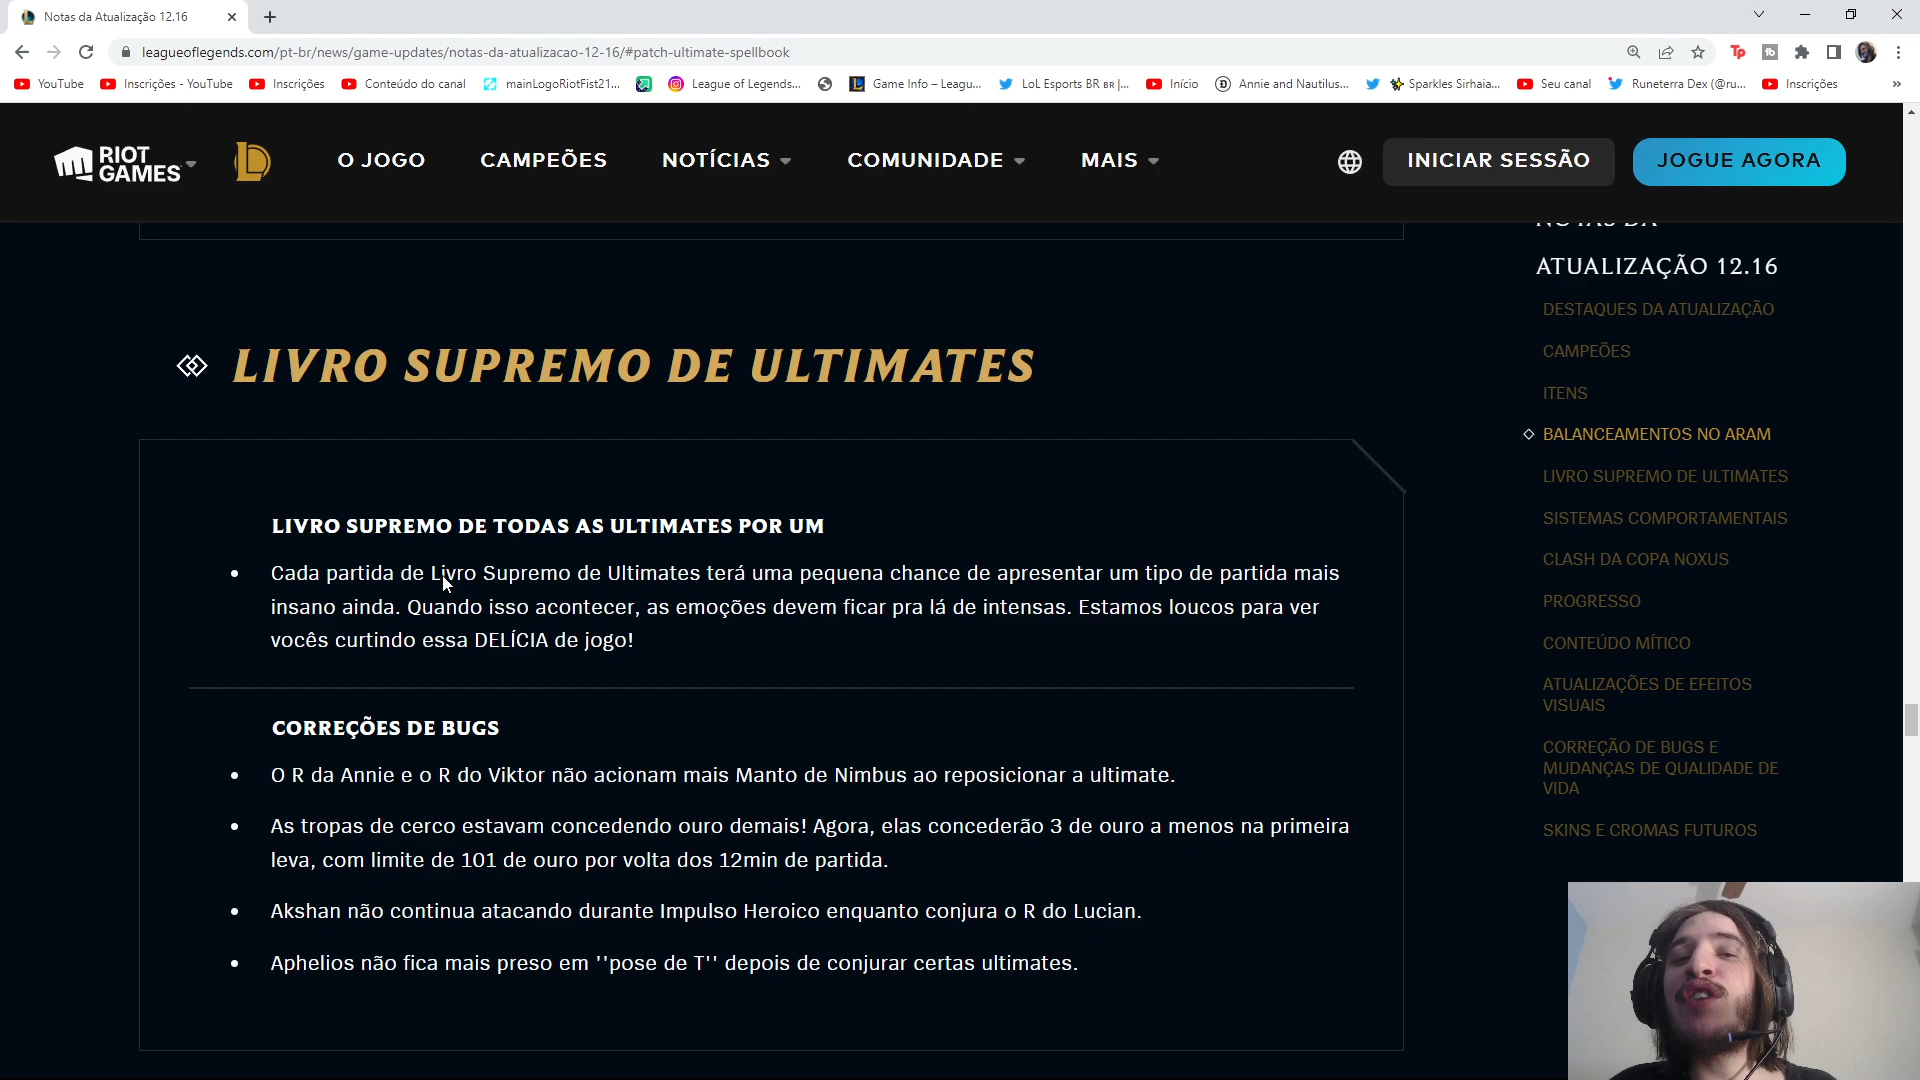 Notas da Atualização 12.16
leagueoflegends.com/pt-br/news/game-updates/notas-da-atualizacao-12-16/#patch-ultimate-spellbook
YouTube
Inscrições - YouTube
Inscrições
Conteúdo do canal
mainLogoRiotFist21...
League of Legends...
Game Info – Leagu...
LoL Esports BR ʙʀ |...
Início
Annie and Nautilus...
Sparkles Sirhaia...
Seu canal
Runeterra Dex (@ru...
Inscrições
RIOT
GAMES
O JOGO
CAMPEÕES
NOTÍCIAS
COMUNIDADE
MAIS
INICIAR SESSÃO
JOGUE AGORA
LIVRO SUPREMO DE ULTIMATES
LIVRO SUPREMO DE TODAS AS ULTIMATES POR UM
Cada partida de Livro Supremo de Ultimates terá uma pequena chance de apresentar um tipo de partida mais
insano ainda. Quando isso acontecer, as emoções devem ficar pra lá de intensas. Estamos loucos para ver
vocês curtindo essa DELÍCIA de jogo!
CORREÇÕES DE BUGS
O R da Annie e o R do Viktor não acionam mais Manto de Nimbus ao reposicionar a ultimate.
As tropas de cerco estavam concedendo ouro demais! Agora, elas concederão 3 de ouro a menos na primeira
leva, com limite de 101 de ouro por volta dos 12min de partida.
Akshan não continua atacando durante Impulso Heroico enquanto conjura o R do Lucian.
Aphelios não fica mais preso em ''pose de T'' depois de conjurar certas ultimates.
NOTAS DA
ATUALIZAÇÃO 12.16
DESTAQUES DA ATUALIZAÇÃO
CAMPEÕES
ITENS
BALANCEAMENTOS NO ARAM
LIVRO SUPREMO DE ULTIMATES
SISTEMAS COMPORTAMENTAIS
CLASH DA COPA NOXUS
PROGRESSO
CONTEÚDO MÍTICO
ATUALIZAÇÕES DE EFEITOS
VISUAIS
CORREÇÃO DE BUGS E
MUDANÇAS DE QUALIDADE DE
VIDA
SKINS E CROMAS FUTUROS